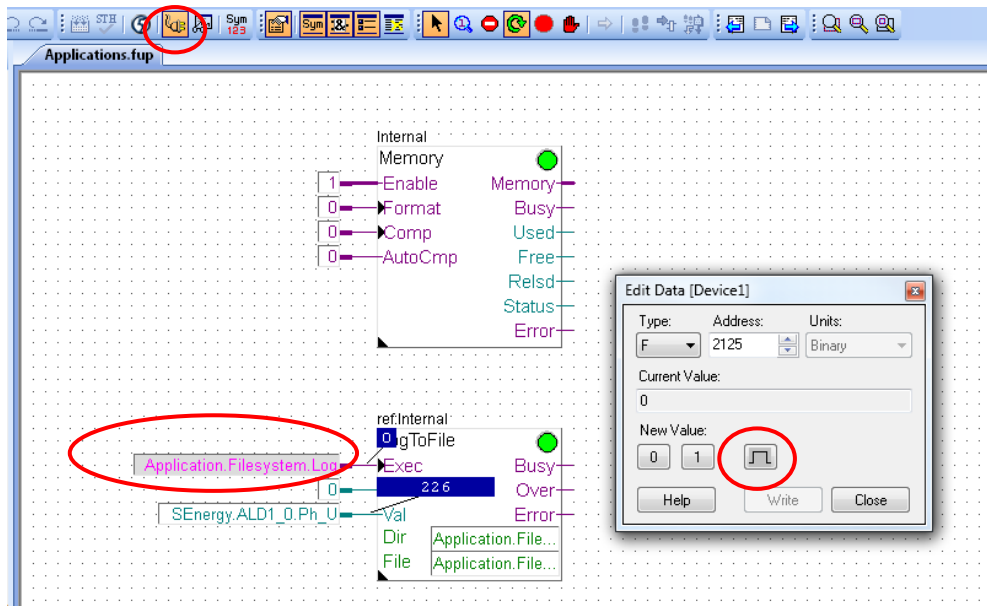 STH
Sym
123
Sym
Applications.fup
Internal
Memory
1 Enable Memory
0 Format Busy
0 Comp Used
0 AutoCmp Free
Relsd
Status
Error
ref:Internal
0 gToFile
Application.Filesystem.Log Exec Busy
0 226 Over
SEnergy.ALD1_0.Ph_U Val Error
Dir Application.File...
File Application.File...
Edit Data [Device1]
Type: Address: Units:
F 2125 Binary
Current Value:
0
New Value:
0 1
Help Write Close